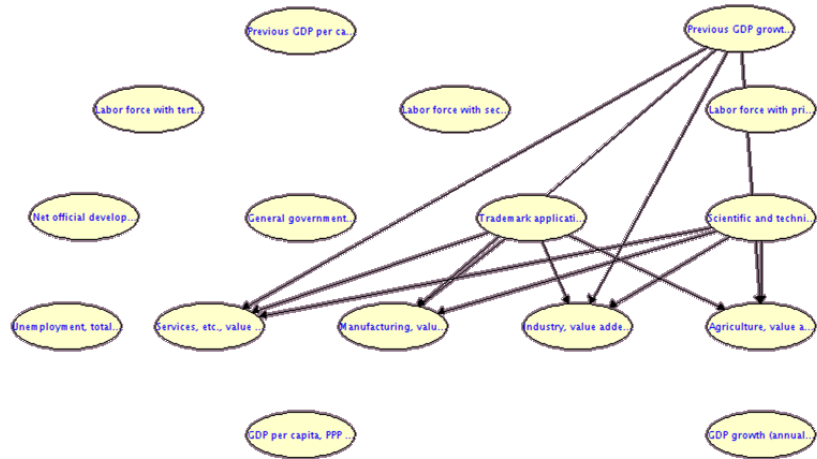 Previous GDP per ca...
Previous GDP growt...
Labor force with tert...
Labor force with sec...
Labor force with pri...
Net official develop...
General government...
Trademark applicati...
Scientific and techni...
Unemployment, total...
Services, etc., value ...
Manufacturing, valu...
Industry, value adde...
Agriculture, value a...
GDP per capita, PPP ...
GDP growth (annual...